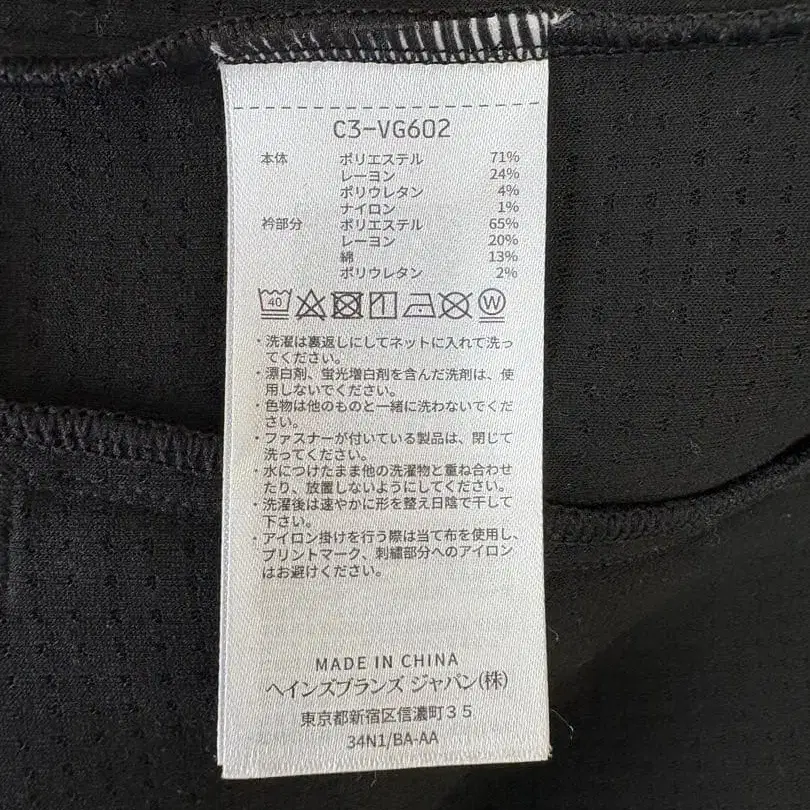 C3-VG602
本体 ポリエステル 71%
レーヨン 24%
ポリウレタン 4%
ナイロン 1%
衿部分 ポリエステル 65%
レーヨン 20%
綿 13%
ポリウレタン 2%
40 W
・洗濯は裏返しにしてネットに入れて洗っ
てください。
・漂白剤、蛍光増白剤を含んだ洗剤は、使
用しないでください。
・色物は他のものと一緒に洗わないでくだ
さい。
・ファスナーが付いている製品は、閉じて
洗ってください。
・水につけたまま他の洗濯物と重ね合わせ
たり、放置しないようにしてください。
・洗濯後は速やかに形を整え日陰で干して
下さい。
・アイロン掛けを行う際は当て布を使用し、
プリントマーク、刺繍部分へのアイロン
はお避けください。
MADE IN CHINA
ヘインズブランズ ジャパン(株)
東京都新宿区信濃町35
34N1/BA-AA